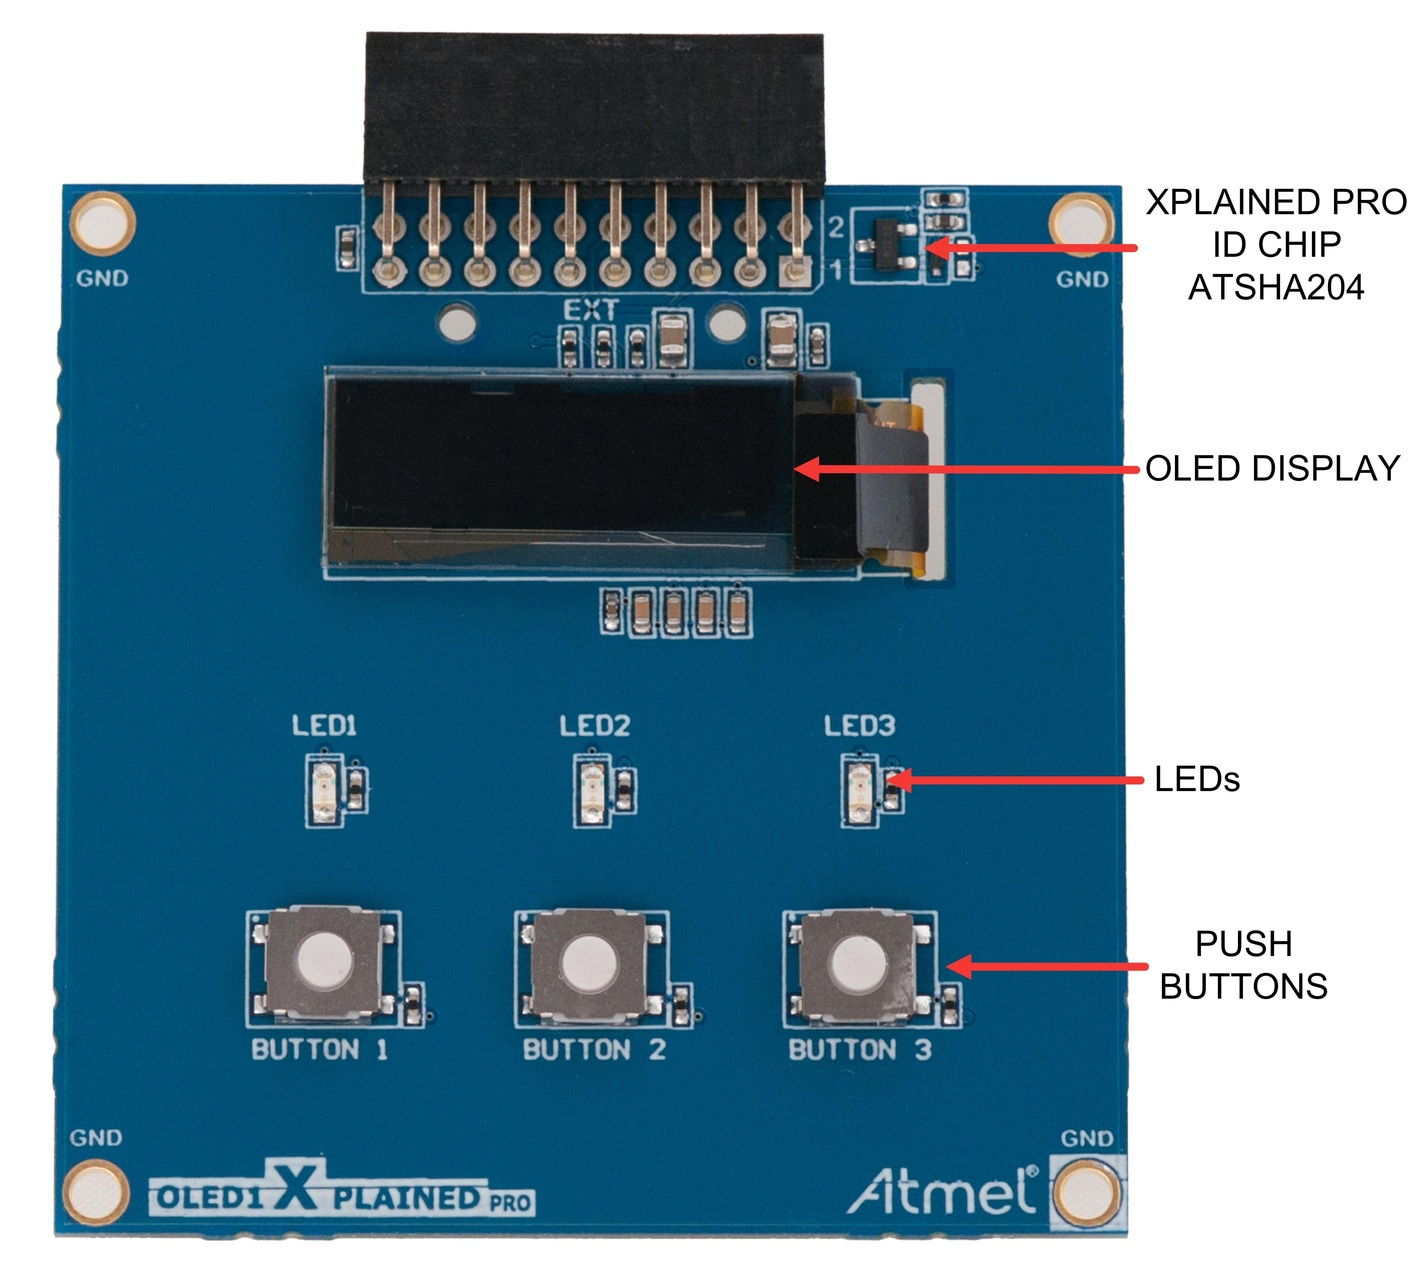 XPLAINED PRO
ID CHIP
ATSHA204
2
1
GND
GND
EXT
OLED DISPLAY
LED1
LED2
LED3
LEDs
PUSH
BUTTONS
BUTTON 1
BUTTON 2
BUTTON 3
GND
GND
OLED1 XPLAINED PRO
Atmel®